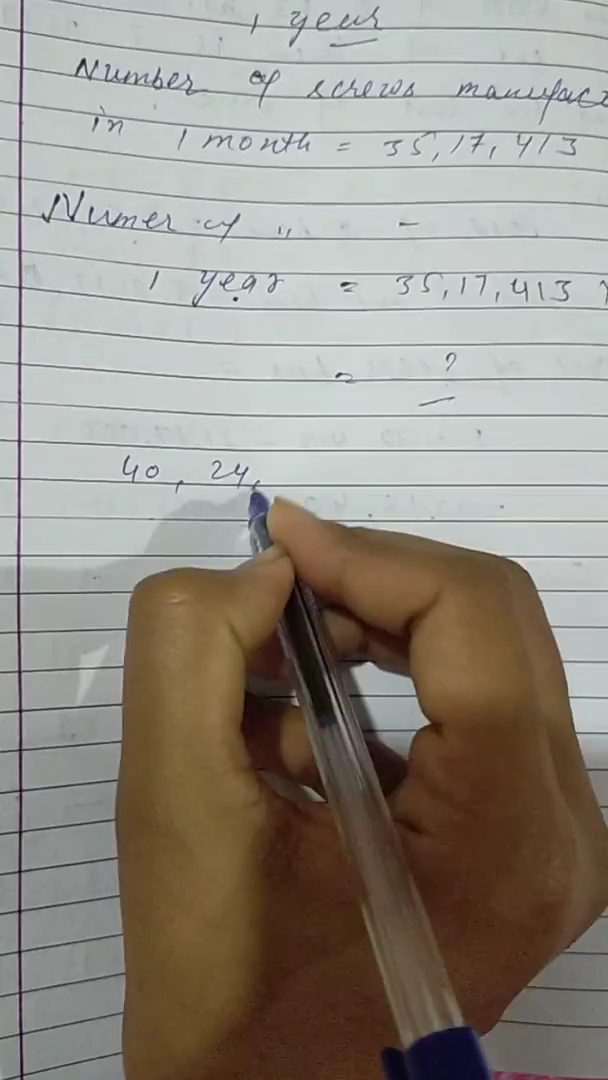 1 year
Number of screws manufact
in 1 month = 35,17,413
Numer of " -
1 year = 35,17,413 x
= ?
40, 24,